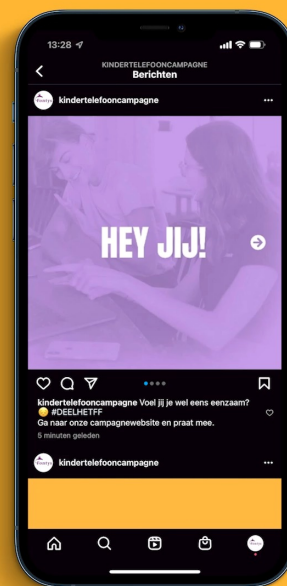 13:28
KINDERTELEFOONCAMPAGNE
Berichten
kindertelefooncampagne
HEY JIJ!
kindertelefooncampagne Voel jij je wel eens eenzaam?
#DEELHETFF
Ga naar onze campagnewebsite en praat mee.
5 minuten geleden
kindertelefooncampagne